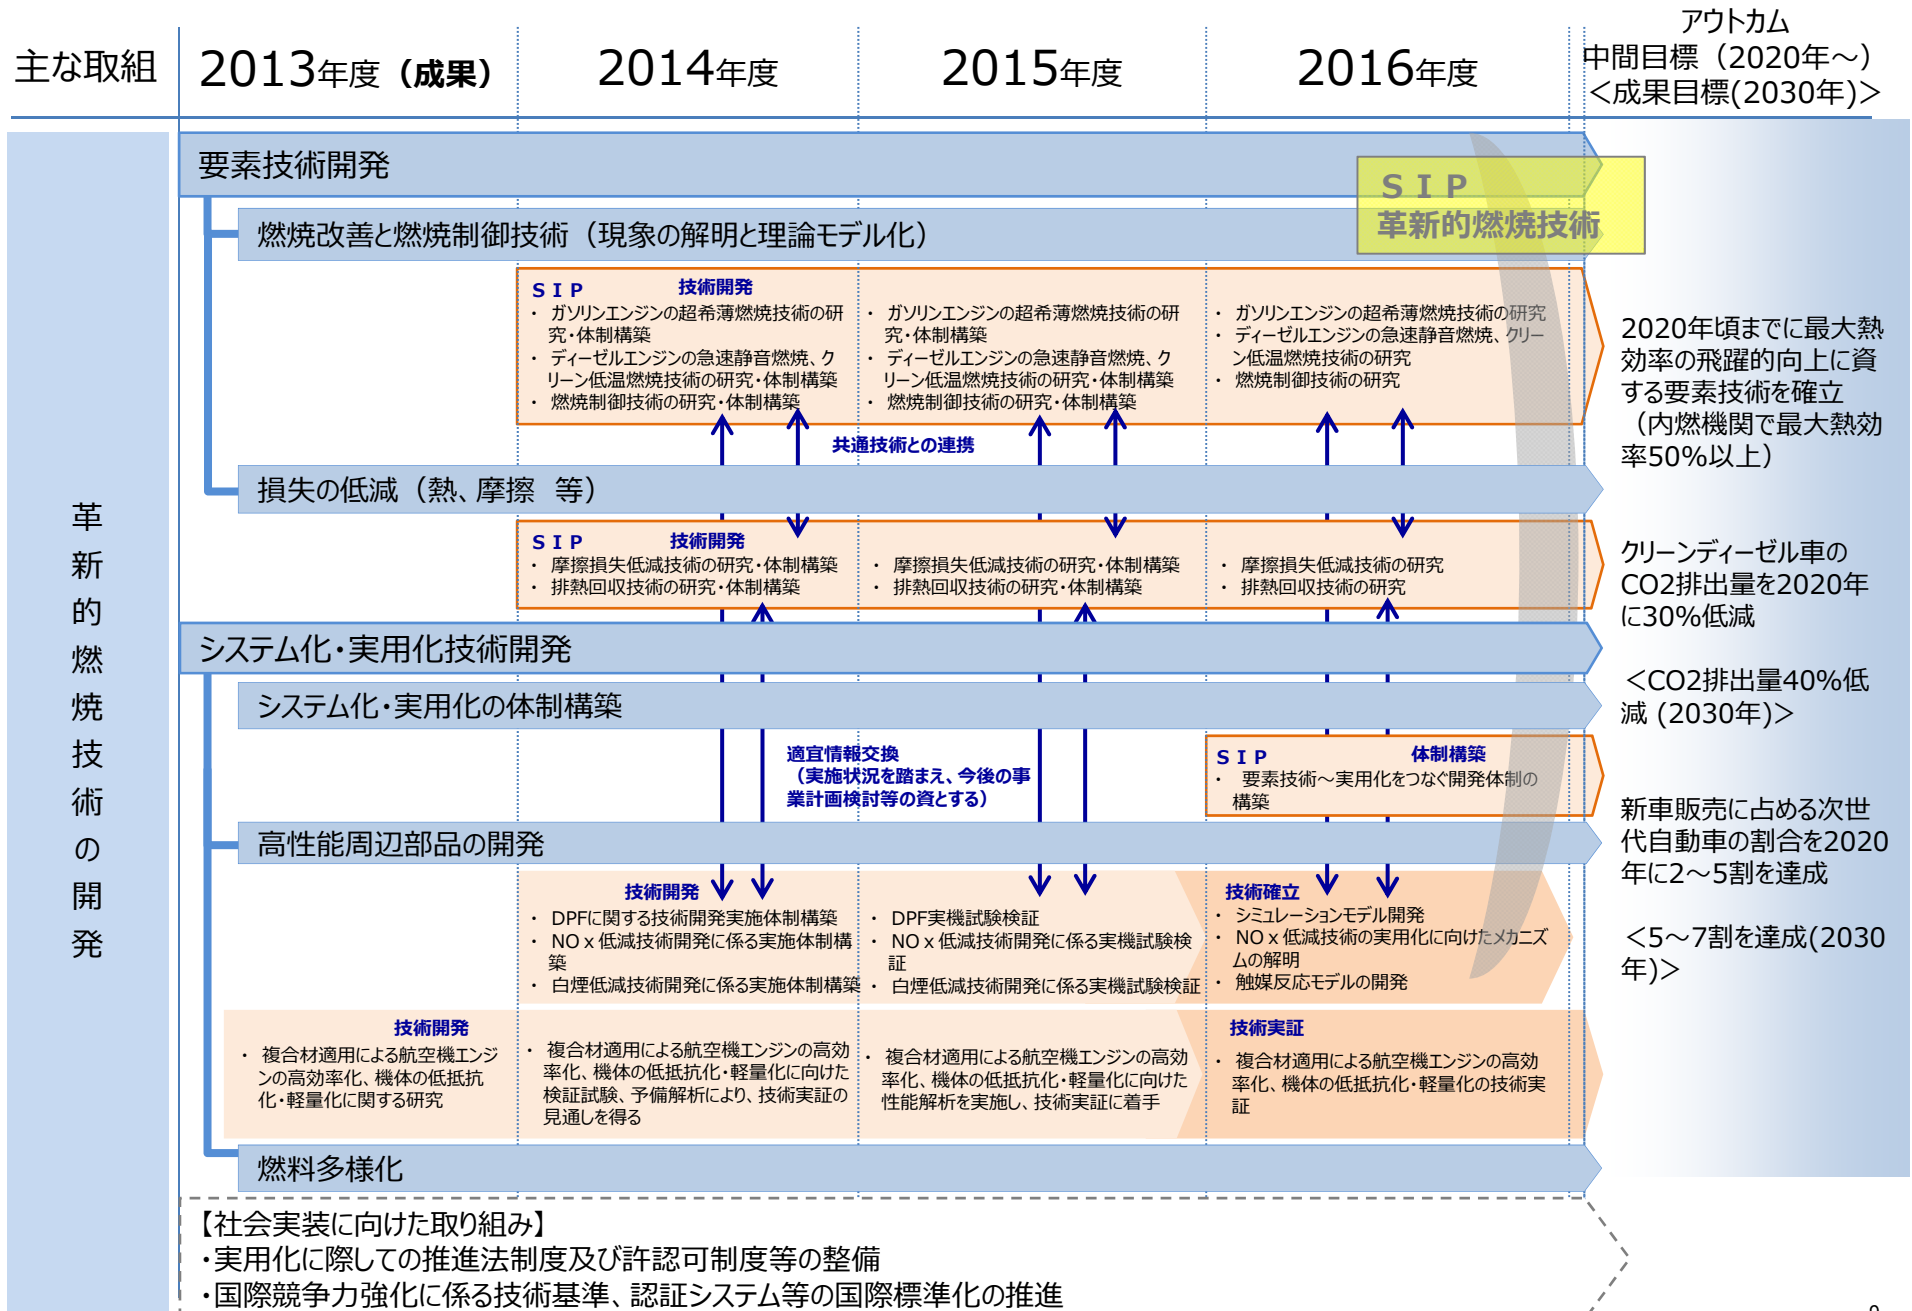 主な取組
2013年度（成果）
2014年度
2015年度
2016年度
アウトカム
中間目標（2020年～）
＜成果目標(2030年)＞
革新的燃焼技術の開発
要素技術開発
ＳＩＰ
革新的燃焼技術
燃焼改善と燃焼制御技術（現象の解明と理論モデル化）
ＳＩＰ
技術開発
・ ガソリンエンジンの超希薄燃焼技術の研
究・体制構築
・ ディーゼルエンジンの急速静音燃焼、ク
リーン低温燃焼技術の研究・体制構築
・ 燃焼制御技術の研究・体制構築
・ ガソリンエンジンの超希薄燃焼技術の研
究・体制構築
・ ディーゼルエンジンの急速静音燃焼、ク
リーン低温燃焼技術の研究・体制構築
・ 燃焼制御技術の研究・体制構築
・ ガソリンエンジンの超希薄燃焼技術の研究
・ ディーゼルエンジンの急速静音燃焼、クリー
ン低温燃焼技術の研究
・ 燃焼制御技術の研究
共通技術との連携
損失の低減（熱、摩擦　等）
ＳＩＰ
技術開発
・ 摩擦損失低減技術の研究・体制構築
・ 排熱回収技術の研究・体制構築
・ 摩擦損失低減技術の研究・体制構築
・ 排熱回収技術の研究・体制構築
・ 摩擦損失低減技術の研究
・ 排熱回収技術の研究
システム化・実用化技術開発
システム化・実用化の体制構築
適宜情報交換
（実施状況を踏まえ、今後の事
業計画検討等の資とする）
ＳＩＰ
体制構築
・ 要素技術～実用化をつなぐ開発体制の
構築
高性能周辺部品の開発
技術開発
・ DPFに関する技術開発実施体制構築
・ NOｘ低減技術開発に係る実施体制構
築
・ 白煙低減技術開発に係る実施体制構築
・ DPF実機試験検証
・ NOｘ低減技術開発に係る実機試験検
証
・ 白煙低減技術開発に係る実機試験検証
技術確立
・ シミュレーションモデル開発
・ NOｘ低減技術の実用化に向けたメカニズ
ムの解明
・ 触媒反応モデルの開発
技術開発
・ 複合材適用による航空機エンジ
ンの高効率化、機体の低抵抗
化・軽量化に関する研究
・ 複合材適用による航空機エンジンの高効
率化、機体の低抵抗化・軽量化に向けた
検証試験、予備解析により、技術実証の
見通しを得る
・ 複合材適用による航空機エンジンの高効
率化、機体の低抵抗化・軽量化に向けた
性能解析を実施し、技術実証に着手
技術実証
・ 複合材適用による航空機エンジンの高効
率化、機体の低抵抗化・軽量化の技術実
証
燃料多様化
2020年頃までに最大熱
効率の飛躍的向上に資
する要素技術を確立
（内燃機関で最大熱効
率50％以上）
クリーンディーゼル車の
CO2排出量を2020年
に30%低減
＜CO2排出量40%低
減 (2030年)＞
新車販売に占める次世
代自動車の割合を2020
年に2～5割を達成
＜5～7割を達成(2030
年)＞
【社会実装に向けた取り組み】
・実用化に際しての推進法制度及び許認可制度等の整備
・国際競争力強化に係る技術基準、認証システム等の国際標準化の推進